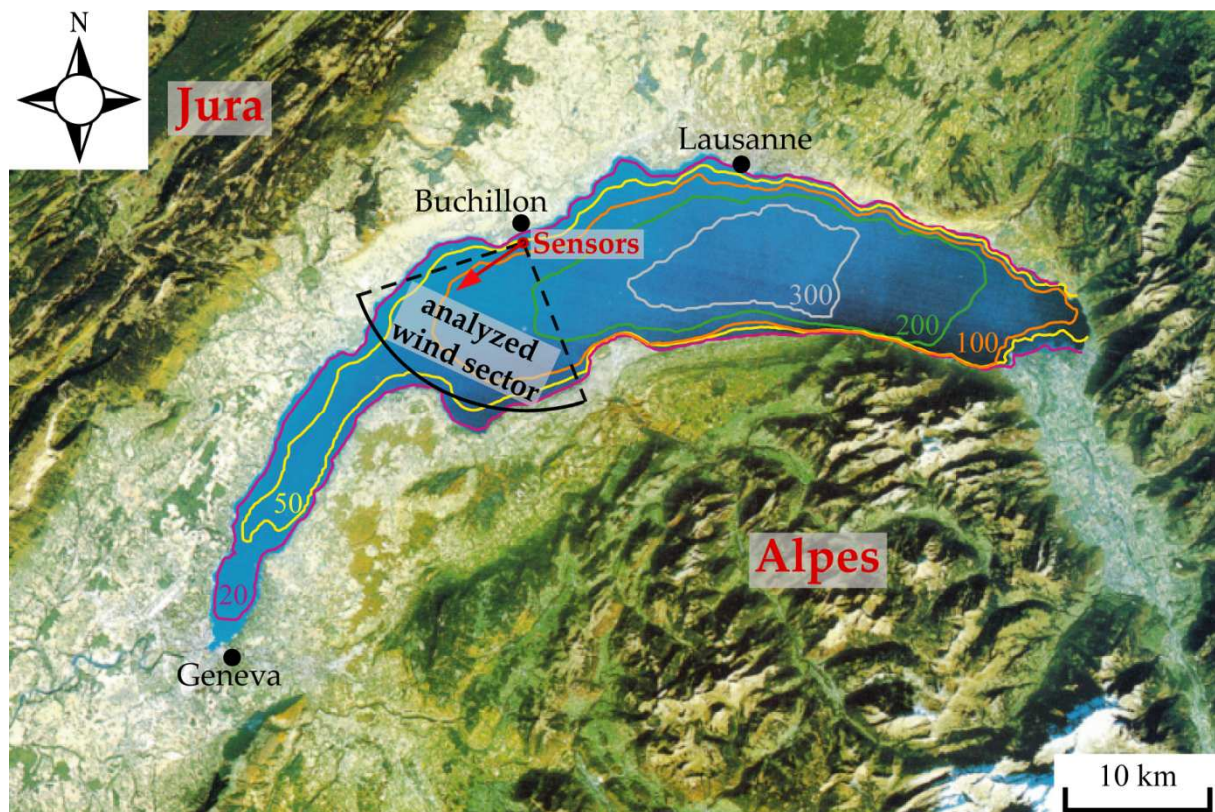 N
Jura
Lausanne
Buchillon
Sensors
300
analyzed
wind sector
200
100
50
Alpes
20
Geneva
10 km